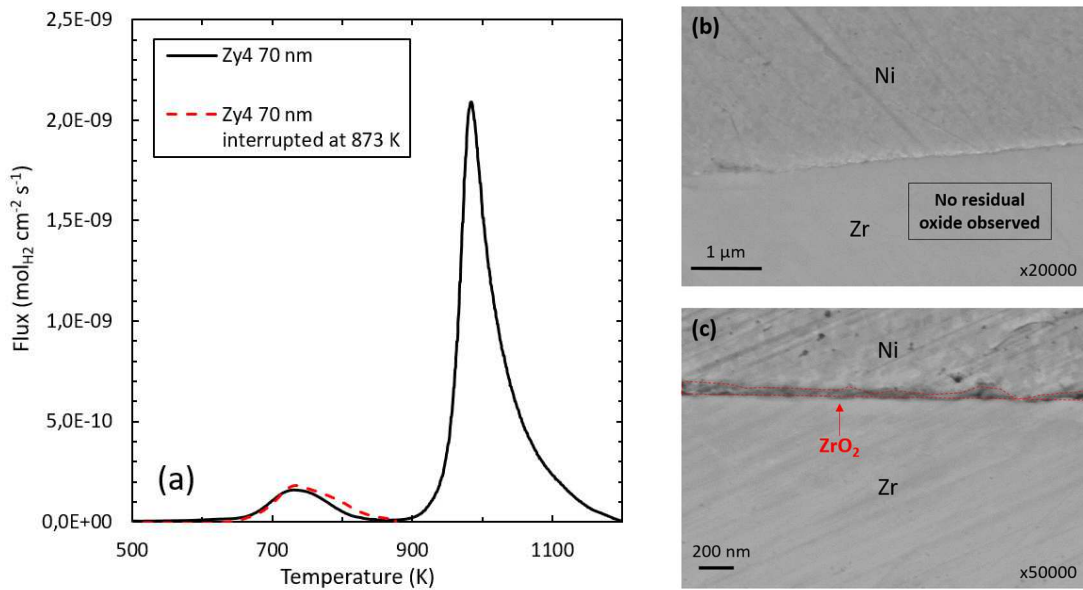 2,5E-09
2,0E-09
1,5E-09
1,0E-09
5,0E-10
0,0E+00
Flux (mol_H2 cm⁻² s⁻¹)
Zy4 70 nm
Zy4 70 nm
interrupted at 873 K
(a)
500 700 900 1100
Temperature (K)
(b)
Ni
No residual
oxide observed
Zr
1 µm
x20000
(c)
Ni
ZrO₂
Zr
200 nm
x50000